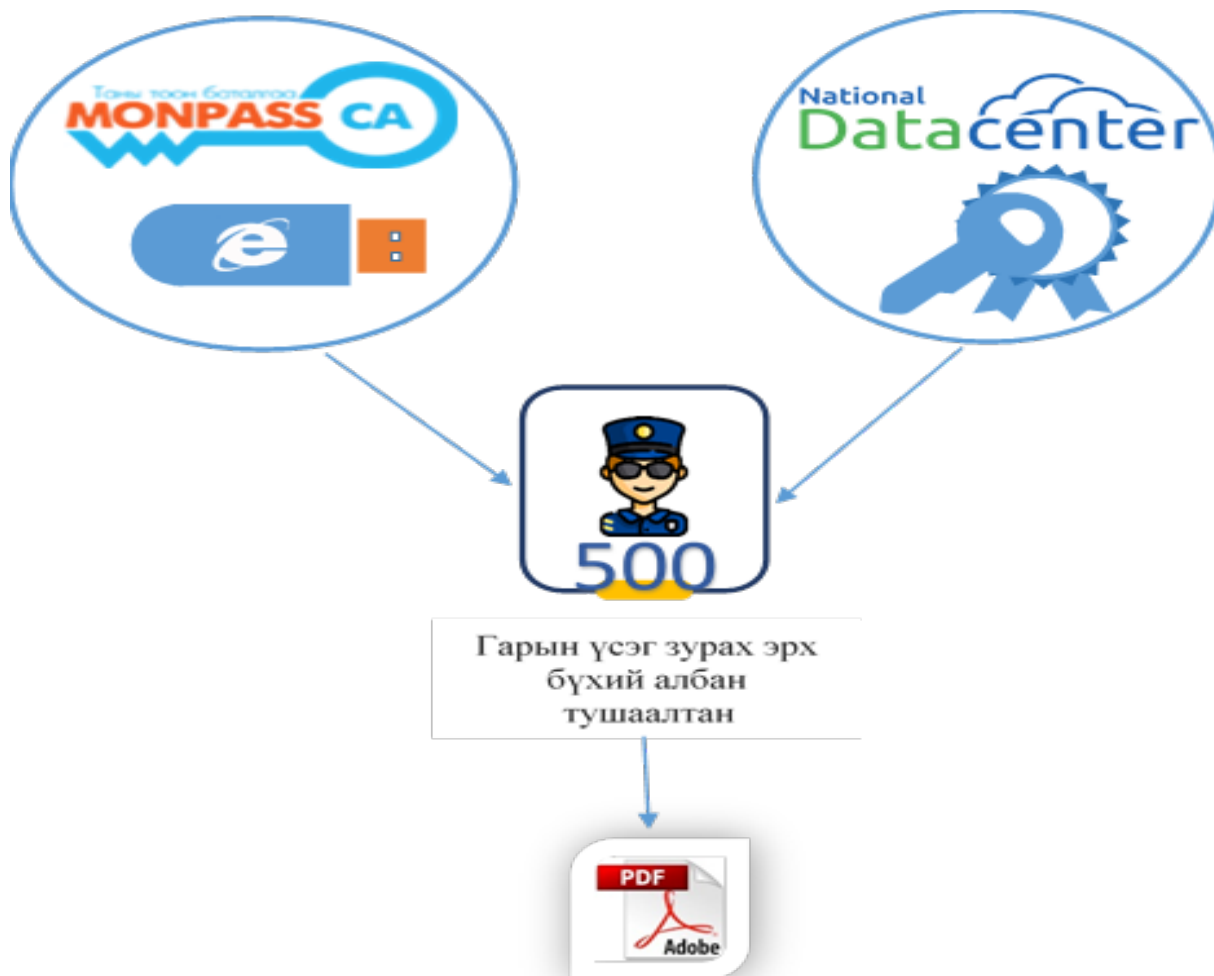 Таны тоон баталгаа
MONPASS CA
National
Datacenter
500
Гарын үсэг зурах эрх
бүхий албан
тушаалтан
PDF
Adobe